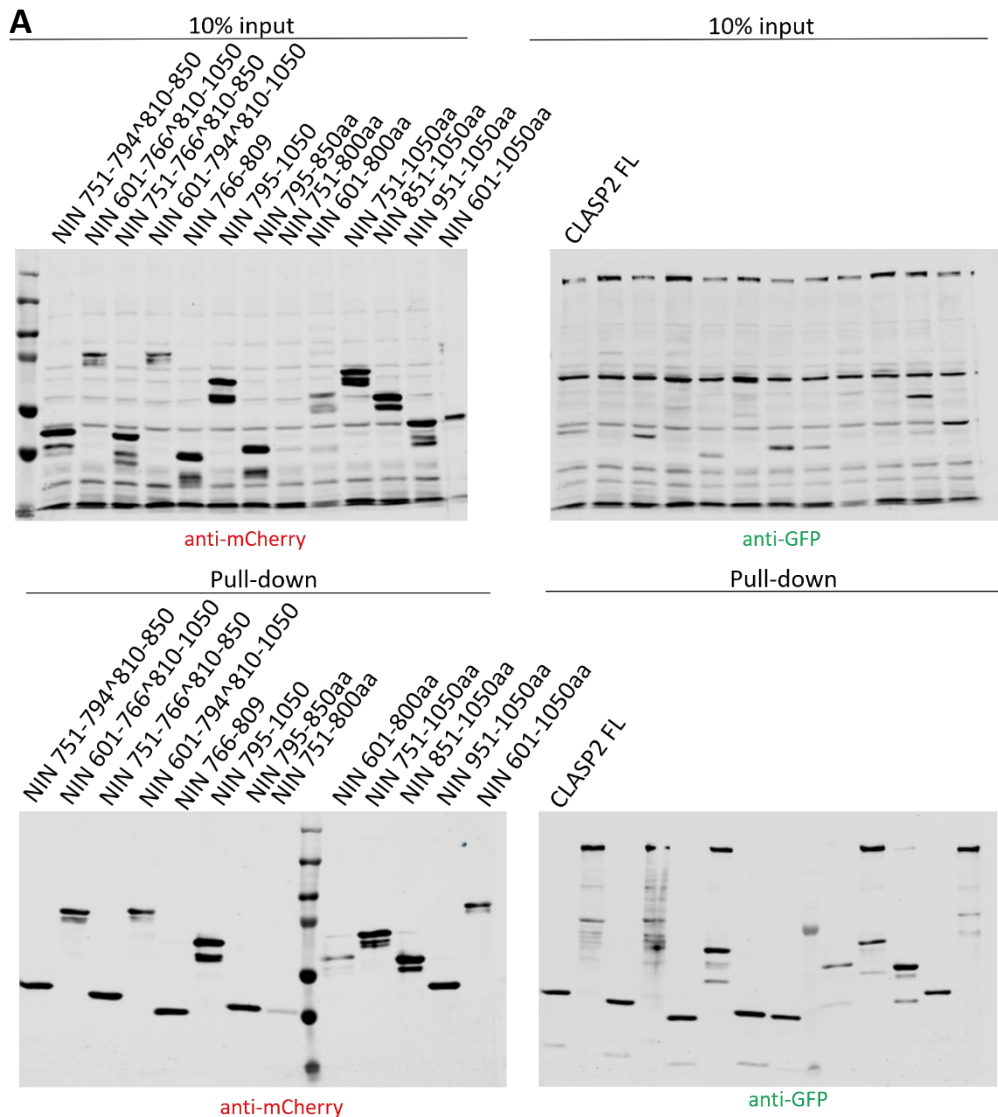 A
10% input
10% input
NIN 751-794^810-850
NIN 601-766^810-1050
NIN 751-766^810-850
NIN 601-794^810-1050
NIN 766-809
NIN 795-1050
NIN 795-850aa
NIN 751-800aa
NIN 601-800aa
NIN 751-1050aa
NIN 851-1050aa
NIN 951-1050aa
NIN 601-1050aa
CLASP2 FL
anti-mCherry
anti-GFP
Pull-down
Pull-down
NIN 751-794^810-850
NIN 601-766^810-1050
NIN 751-766^810-850
NIN 601-794^810-1050
NIN 766-809
NIN 795-1050
NIN 795-850aa
NIN 751-800aa
NIN 601-800aa
NIN 751-1050aa
NIN 851-1050aa
NIN 951-1050aa
NIN 601-1050aa
CLASP2 FL
anti-mCherry
anti-GFP